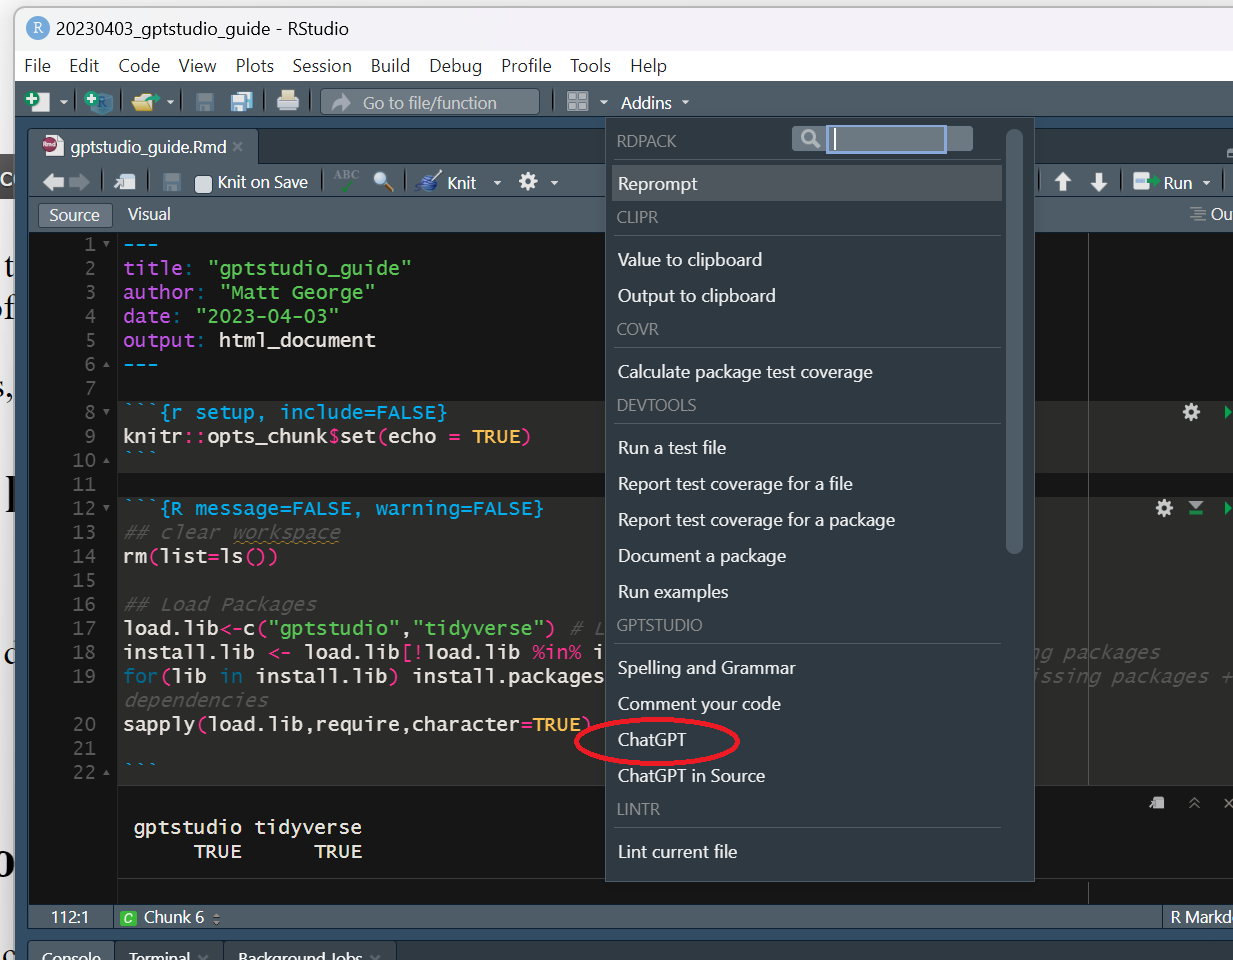 R 20230403_gptstudio_guide - RStudio
File Edit Code View Plots Session Build Debug Profile Tools Help
Go to file/function Addins
gptstudio_guide.Rmd
Knit on Save ABC Knit Run
Source Visual
RDPACK
Reprompt
CLIPR
Value to clipboard
Output to clipboard
COVR
Calculate package test coverage
DEVTOOLS
Run a test file
Report test coverage for a file
Report test coverage for a package
Document a package
Run examples
GPTSTUDIO
Spelling and Grammar
Comment your code
ChatGPT
ChatGPT in Source
LINTR
Lint current file
1 ---
2 title: "gptstudio_guide"
3 author: "Matt George"
4 date: "2023-04-03"
5 output: html_document
6 ---
7
8 ```{r setup, include=FALSE}
9 knitr::opts_chunk$set(echo = TRUE)
10 ```
11
12 ```{R message=FALSE, warning=FALSE}
13 ## clear workspace
14 rm(list=ls())
15
16 ## Load Packages
17 load.lib<-c("gptstudio","tidyverse") # L
18 install.lib <- load.lib[!load.lib %in% i ng packages
19 for(lib in install.lib) install.packages issing packages +
dependencies
20 sapply(load.lib,require,character=TRUE)
21
22 ```
gptstudio tidyverse
TRUE TRUE
112:1 C Chunk 6 R Markd
Console Terminal Background Jobs